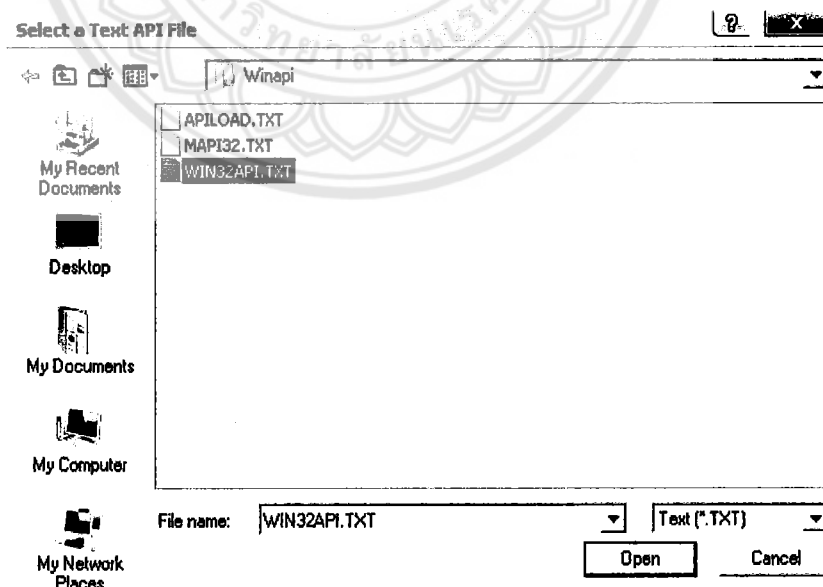 Select a Text API File
Winapi
APILOAD.TXT
MAPI32.TXT
WIN32API.TXT
My Recent
Documents
Desktop
My Documents
My Computer
My Network
Places
File name:
WIN32API.TXT
Text (*.TXT)
Open
Cancel